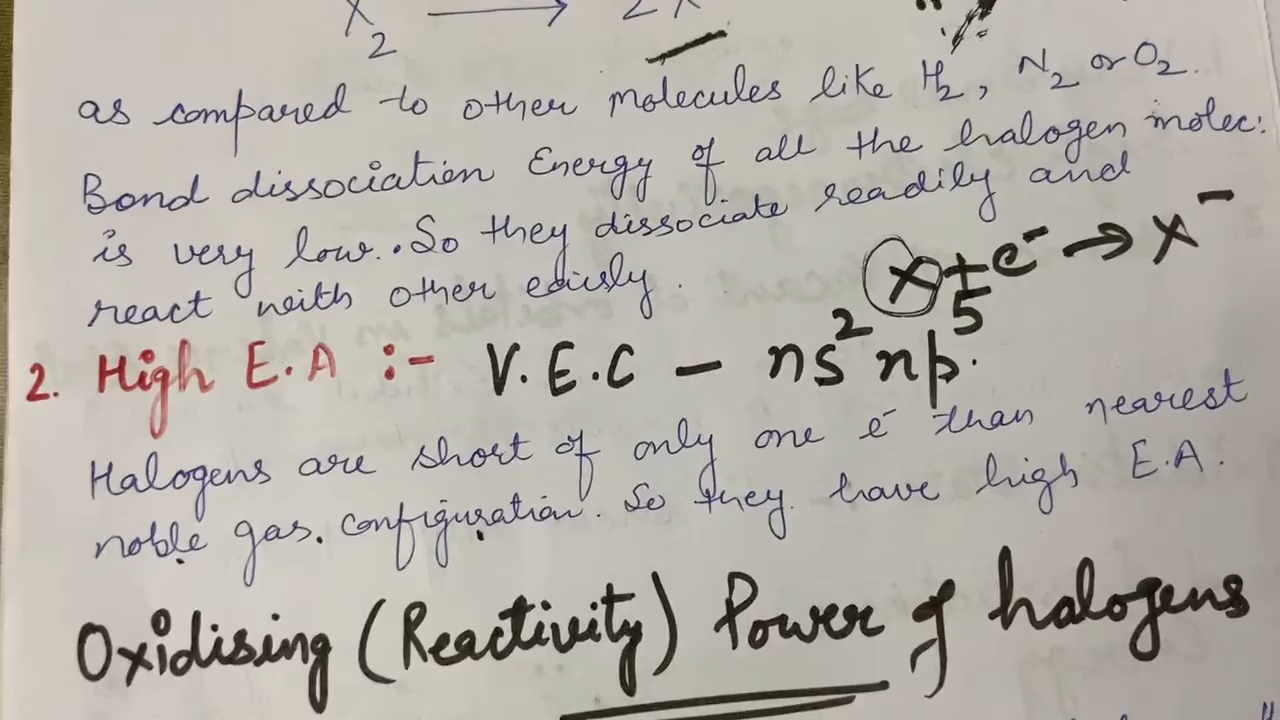 X₂ ⟶ 2X
as compared to other molecules like H₂, N₂ or O₂.
Bond dissociation Energy of all the halogen molec:
is very low. So they dissociate readily and
react neith other edisly.
X + e⁻ → X⁻
2. High E.A :- V.E.C – ns² np⁵.
Halogens are short of only one e⁻ than nearest
noble gas. configuration. So they have high E.A.
Oxidising (Reactivity) Power of halogens